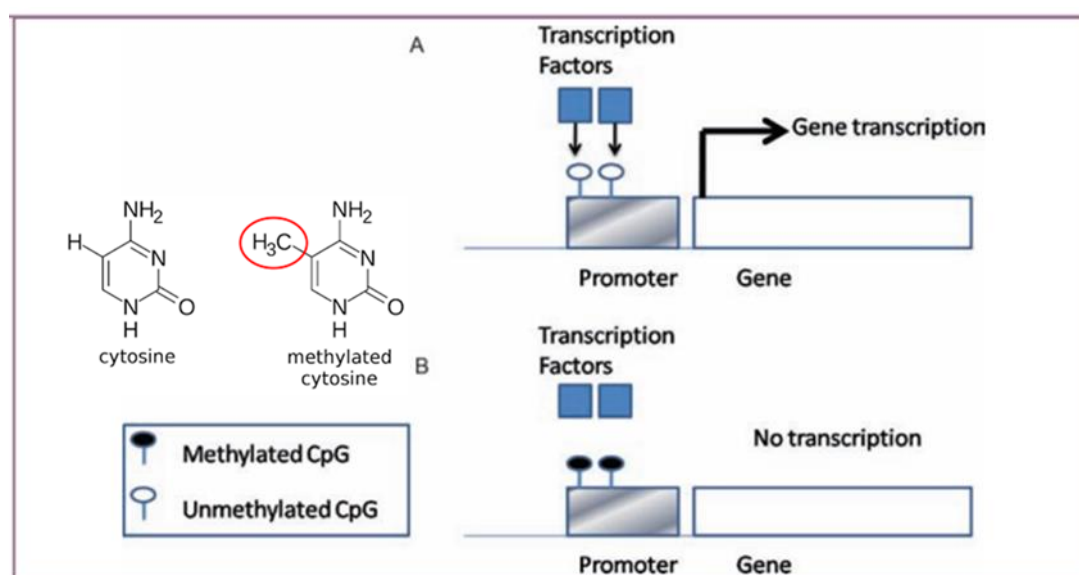 A
Transcription
Factors
Gene transcription
Promoter
Gene
NH₂
H
N
N
H
O
cytosine
NH₂
H₃C
N
N
H
O
methylated
cytosine
B
Transcription
Factors
No transcription
Promoter
Gene
Methylated CpG
Unmethylated CpG